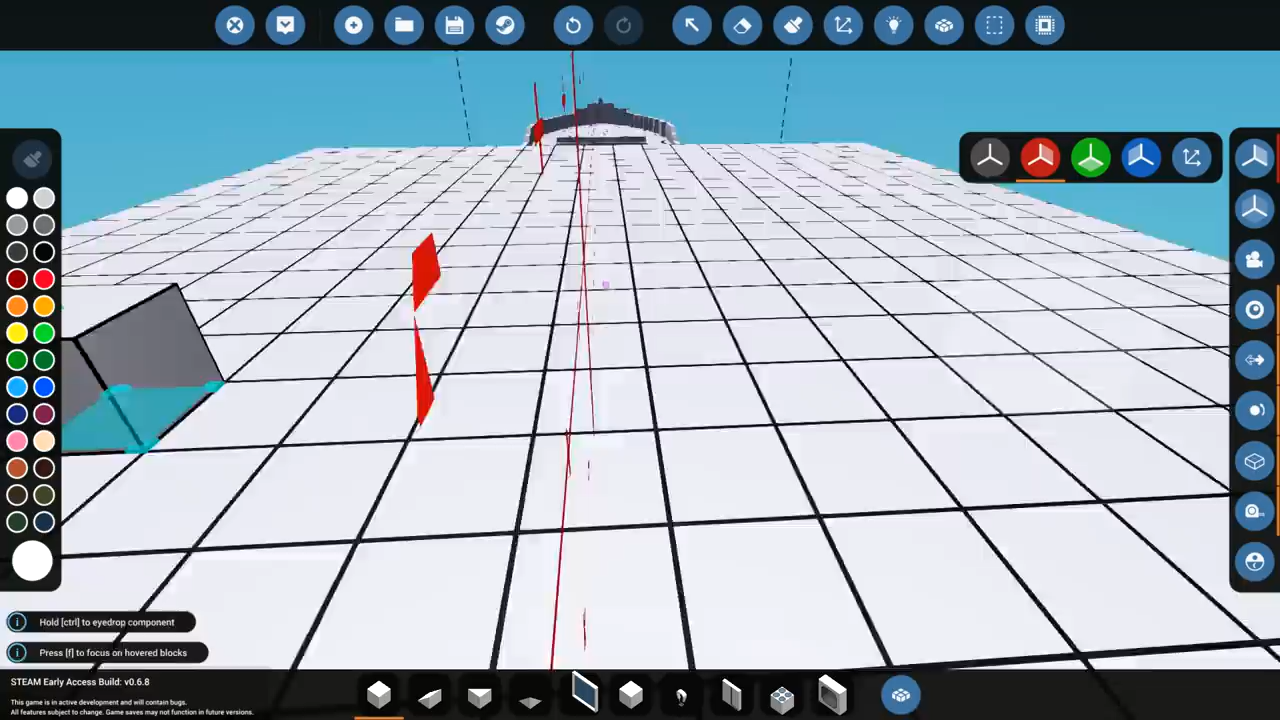 Hold [ctrl] to eyedrop component
Press [f] to focus on hovered blocks
STEAM Early Access Build: v0.6.8
This game is in active development and will contain bugs.
All features subject to change. Game saves may not function in future versions.